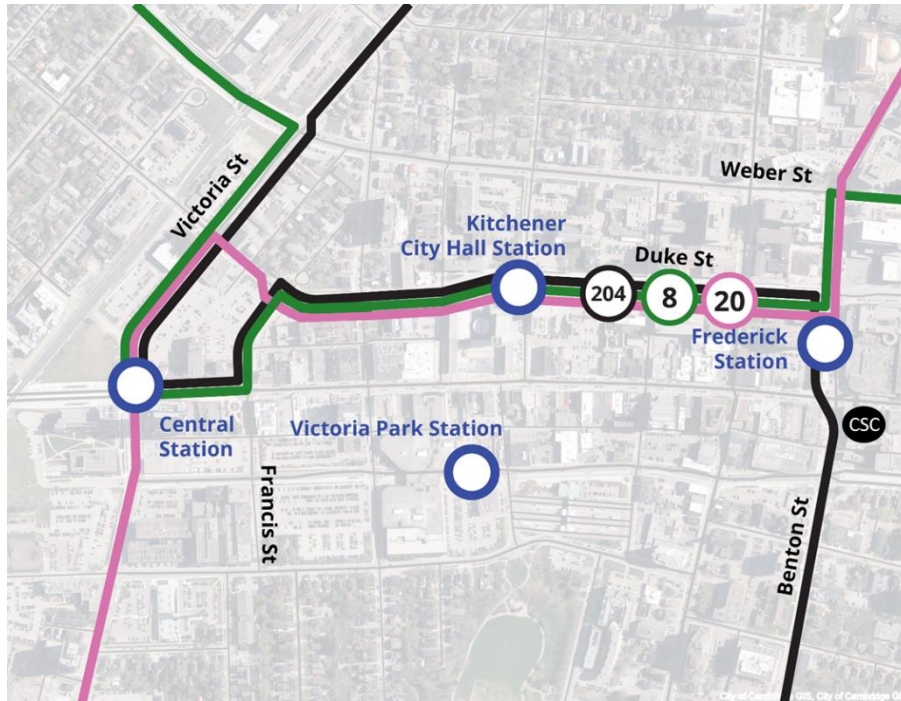 Weber St
Victoria St
Kitchener
City Hall Station
Duke St
204
8
20
Frederick
Station
Central
Station
Victoria Park Station
CSC
Francis St
Benton St